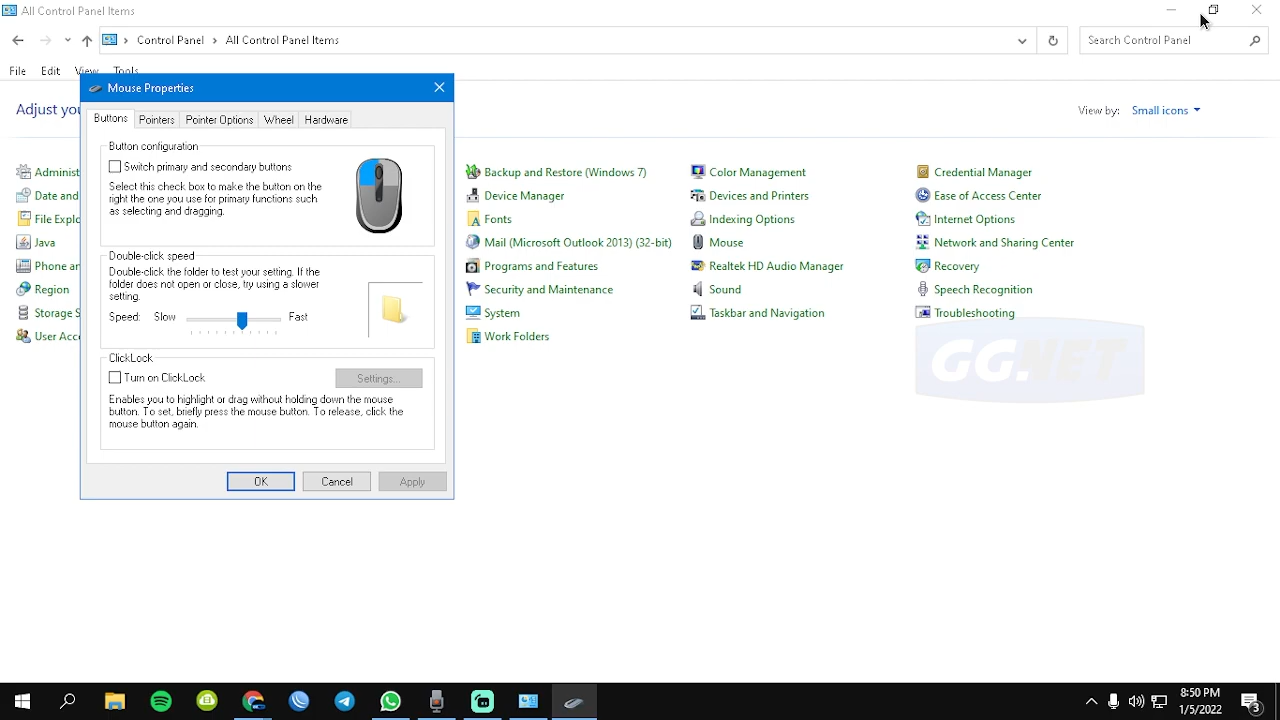 All Control Panel Items
Control Panel > All Control Panel Items
Search Control Panel
File Edit View Tools
Adjust you
View by: Small icons
Mouse Properties
Buttons Pointers Pointer Options Wheel Hardware
Button configuration
Switch primary and secondary buttons
Select this check box to make the button on the
right the one you use for primary functions such
as selecting and dragging.
Double-click speed
Double-click the folder to test your setting. If the
folder does not open or close, try using a slower
setting.
Speed: Slow Fast
ClickLock
Turn on ClickLock
Settings...
Enables you to highlight or drag without holding down the mouse
button. To set, briefly press the mouse button. To release, click the
mouse button again.
OK Cancel Apply
Administ
Date and
File Explo
Java
Phone an
Region
Storage S
User Acc
Backup and Restore (Windows 7)
Device Manager
Fonts
Mail (Microsoft Outlook 2013) (32-bit)
Programs and Features
Security and Maintenance
System
Work Folders
Color Management
Devices and Printers
Indexing Options
Mouse
Realtek HD Audio Manager
Sound
Taskbar and Navigation
Credential Manager
Ease of Access Center
Internet Options
Network and Sharing Center
Recovery
Speech Recognition
Troubleshooting
GG.NET
8:50 PM
1/5/2022
3